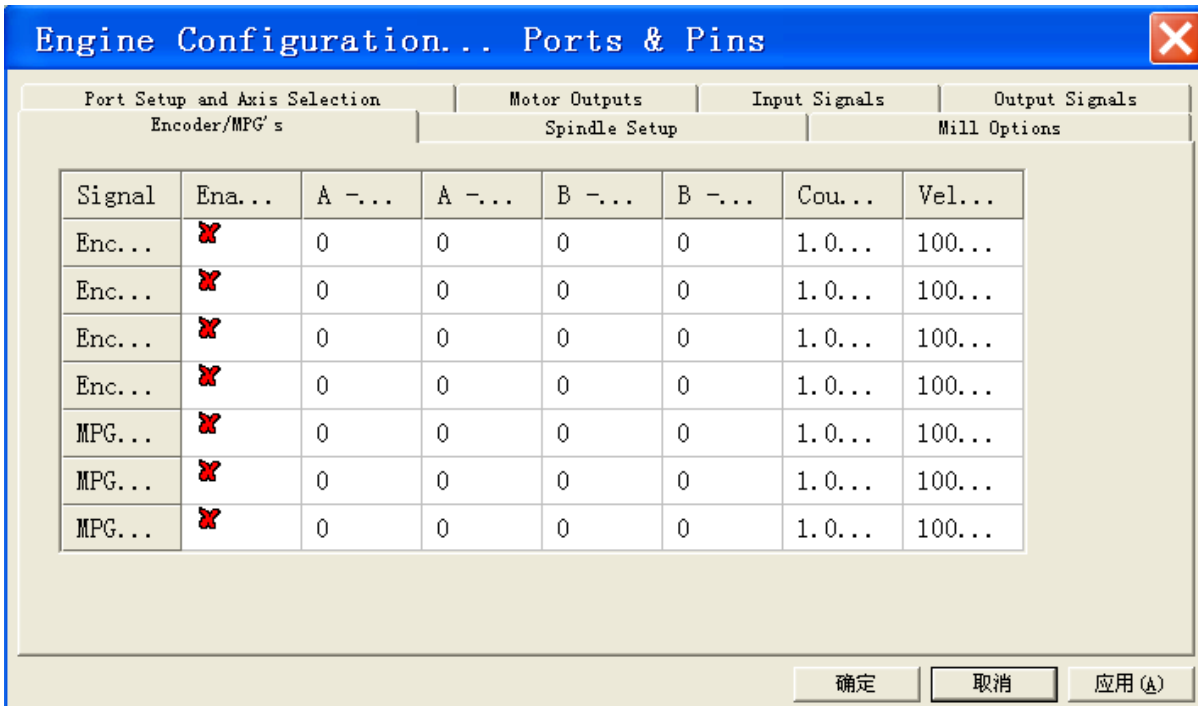 Engine Configuration... Ports & Pins
Port Setup and Axis Selection Motor Outputs Input Signals Output Signals
Encoder/MPG's Spindle Setup Mill Options
Signal Ena... A -... A -... B -... B -... Cou... Vel...
Enc... 0 0 0 0 1.0... 100...
Enc... 0 0 0 0 1.0... 100...
Enc... 0 0 0 0 1.0... 100...
Enc... 0 0 0 0 1.0... 100...
MPG... 0 0 0 0 1.0... 100...
MPG... 0 0 0 0 1.0... 100...
MPG... 0 0 0 0 1.0... 100...
确定 取消 应用(A)